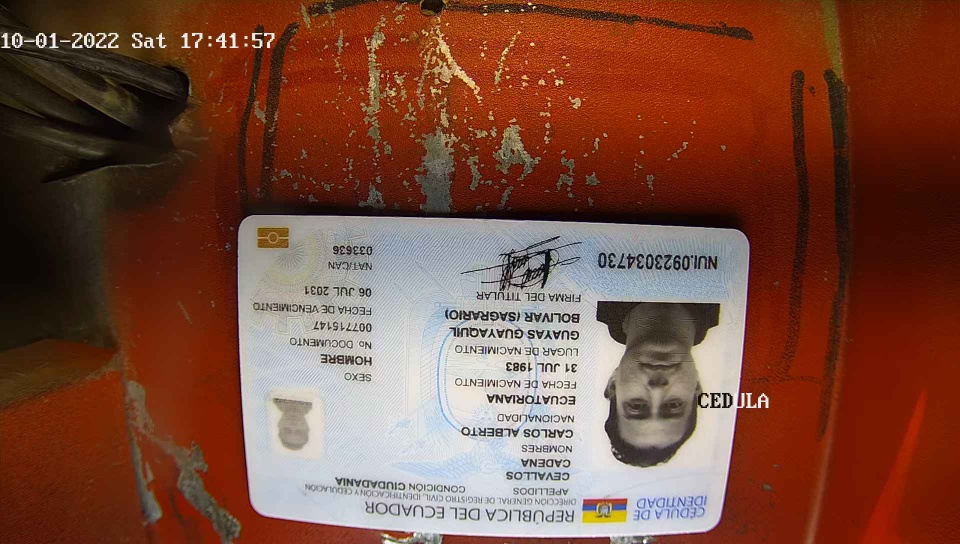 10-01-2022 Sat 17:41:57
CEDULA
CÉDULA DE
IDENTIDAD
REPÚBLICA DEL ECUADOR
DIRECCIÓN GENERAL DE REGISTRO CIVIL, IDENTIFICACIÓN Y CEDULACIÓN
APELLIDOS
CEVALLOS
CADENA
NOMBRES
CARLOS ALBERTO
NACIONALIDAD
ECUATORIANA
FECHA DE NACIMIENTO
31 JUL 1983
LUGAR DE NACIMIENTO
GUAYAS GUAYAQUIL
BOLIVAR (SAGRARIO)
FIRMA DEL TITULAR
CONDICIÓN CIUDADANIA
SEXO
HOMBRE
No DOCUMENTO
007715147
FECHA DE VENCIMIENTO
06 JUL 2031
NAT/CAN
033636
NUI.0923034730